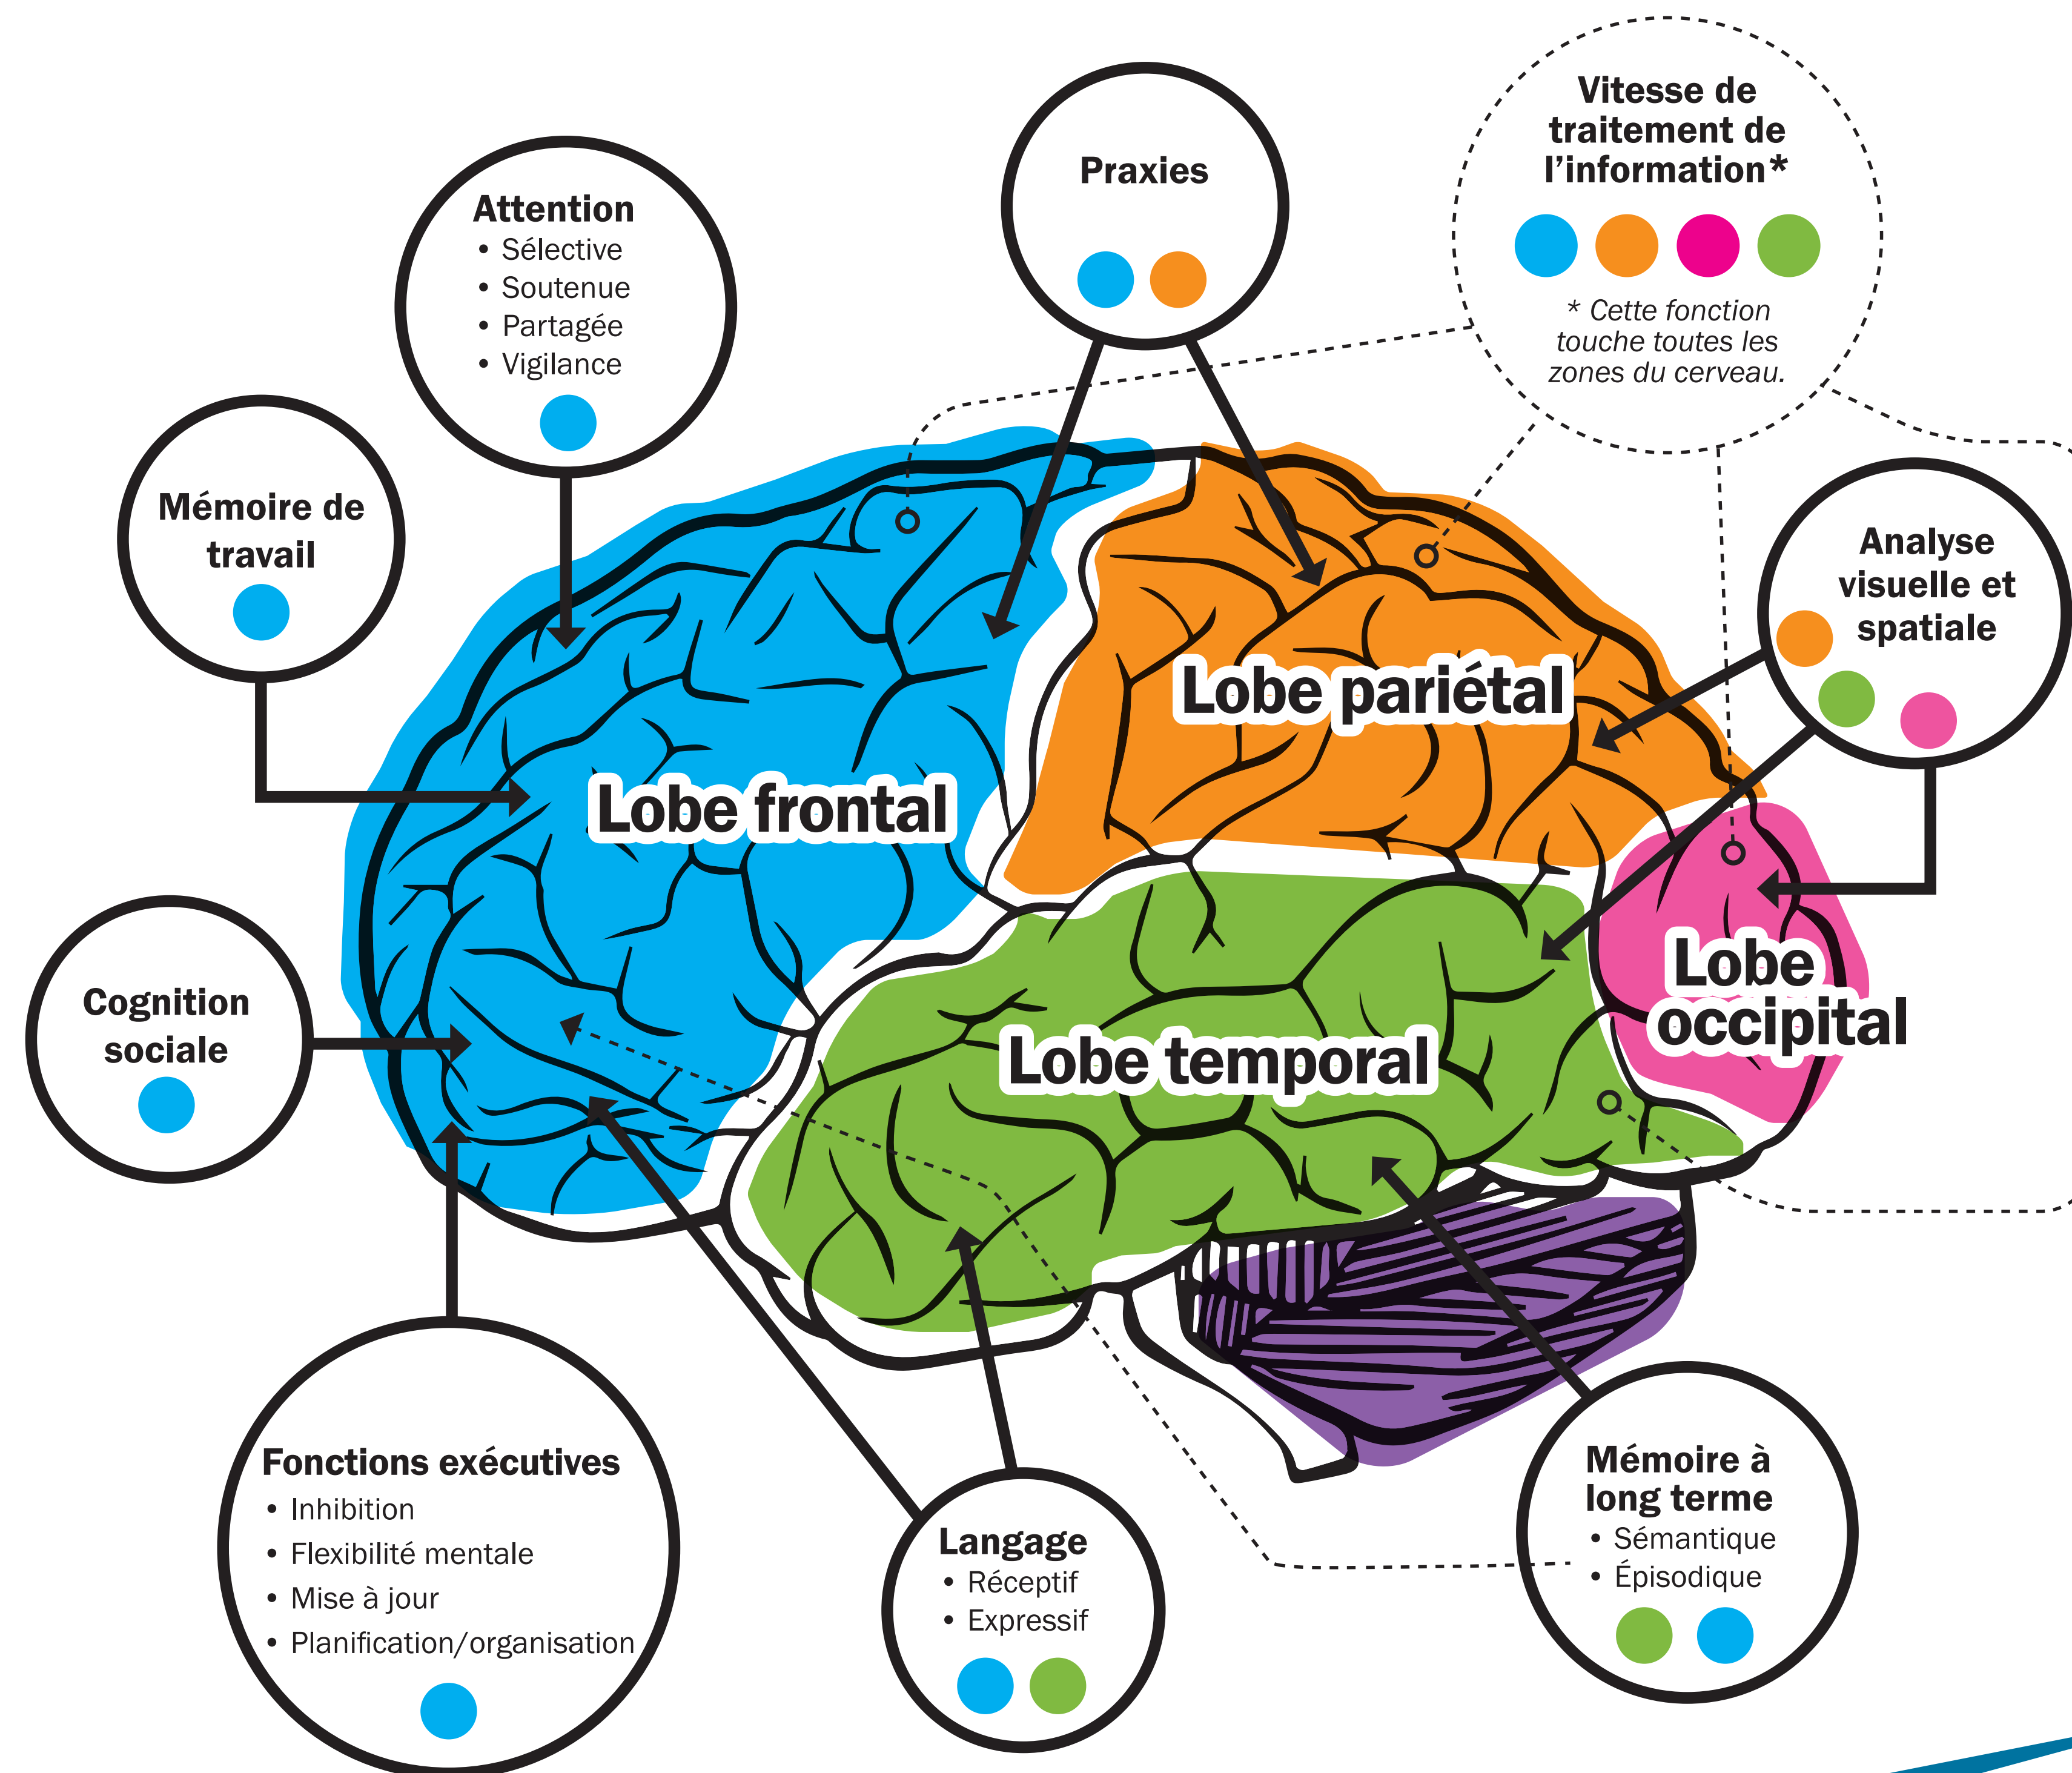 Vitesse de
traitement de
l'information*
* Cette fonction
touche toutes les
zones du cerveau.
Praxies
Attention
• Sélective
• Soutenue
• Partagée
• Vigilance
Mémoire de
travail
Analyse
visuelle et
spatiale
Lobe pariétal
Lobe frontal
Lobe
occipital
Lobe temporal
Cognition
sociale
Fonctions exécutives
• Inhibition
• Flexibilité mentale
• Mise à jour
• Planification/organisation
Langage
• Réceptif
• Expressif
Mémoire à
long terme
• Sémantique
• Épisodique